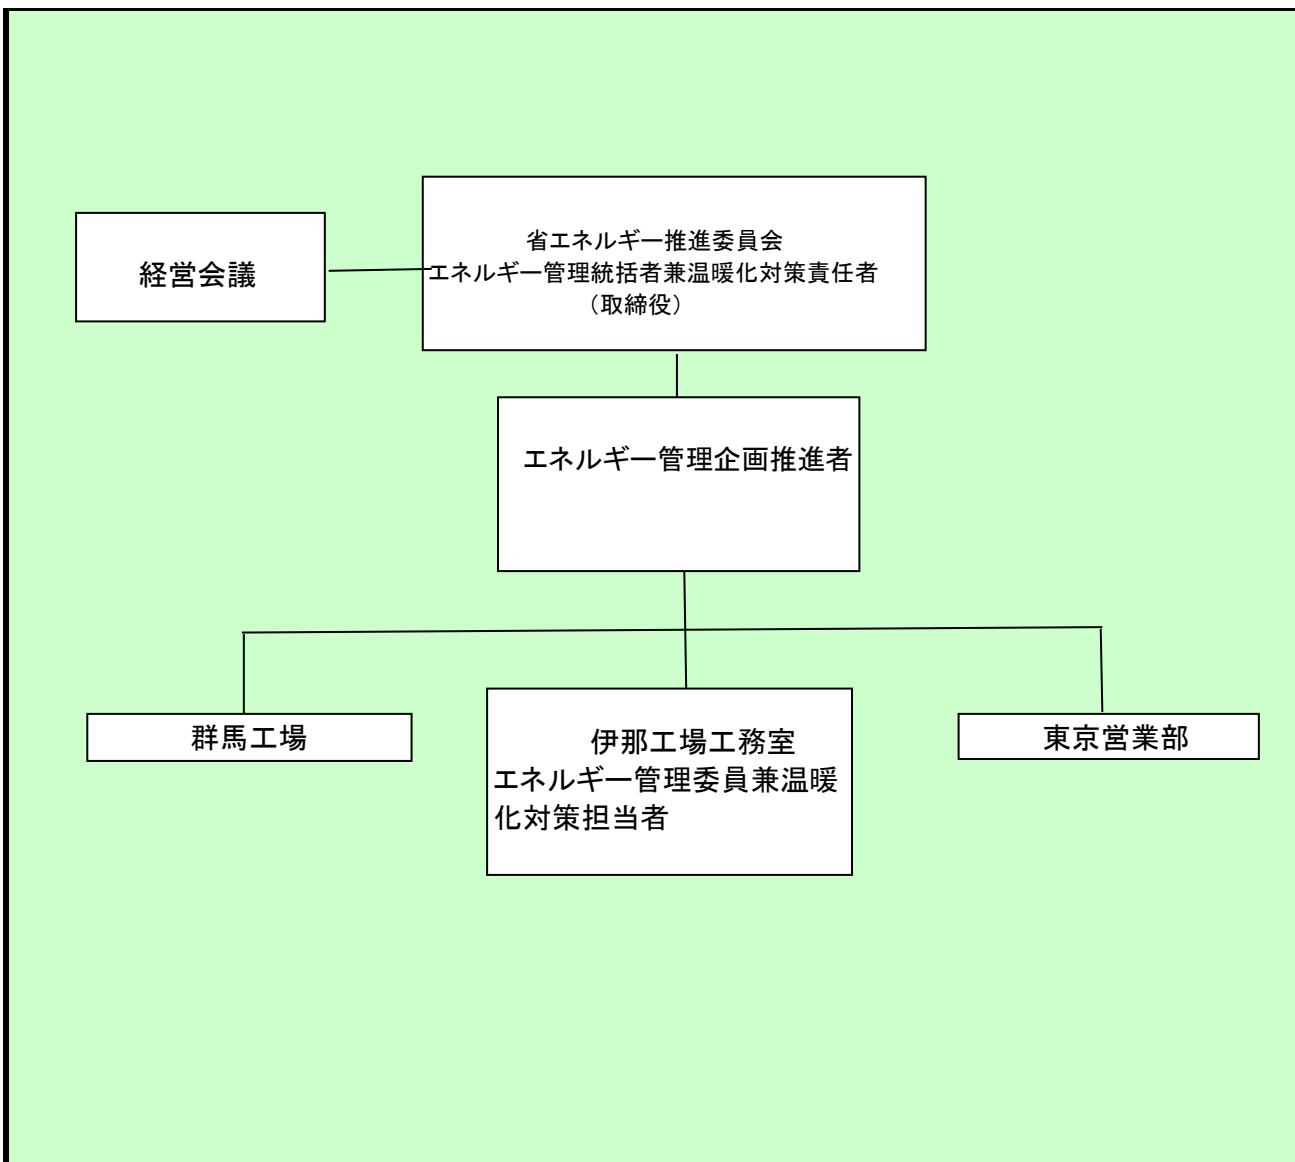 経営会議
省エネルギー推進委員会
エネルギー管理統括者兼温暖化対策責任者
（取締役）
エネルギー管理企画推進者
群馬工場
伊那工場工務室
エネルギー管理委員兼温暖
化対策担当者
東京営業部